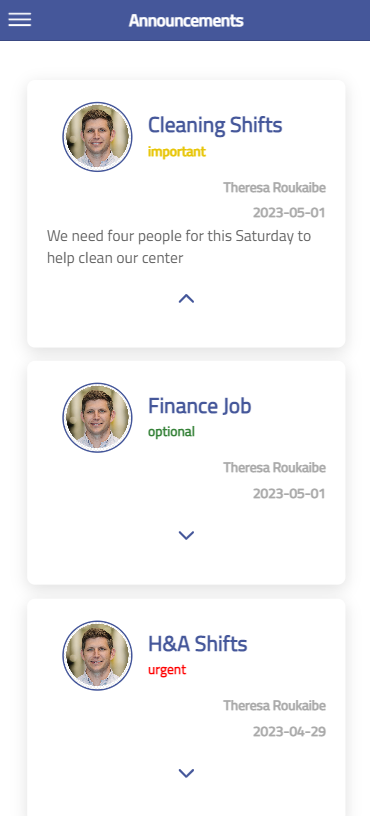 Announcements
Cleaning Shifts
important
Theresa Roukaibe
2023-05-01
We need four people for this Saturday to
help clean our center
Finance Job
optional
Theresa Roukaibe
2023-05-01
H&A Shifts
urgent
Theresa Roukaibe
2023-04-29